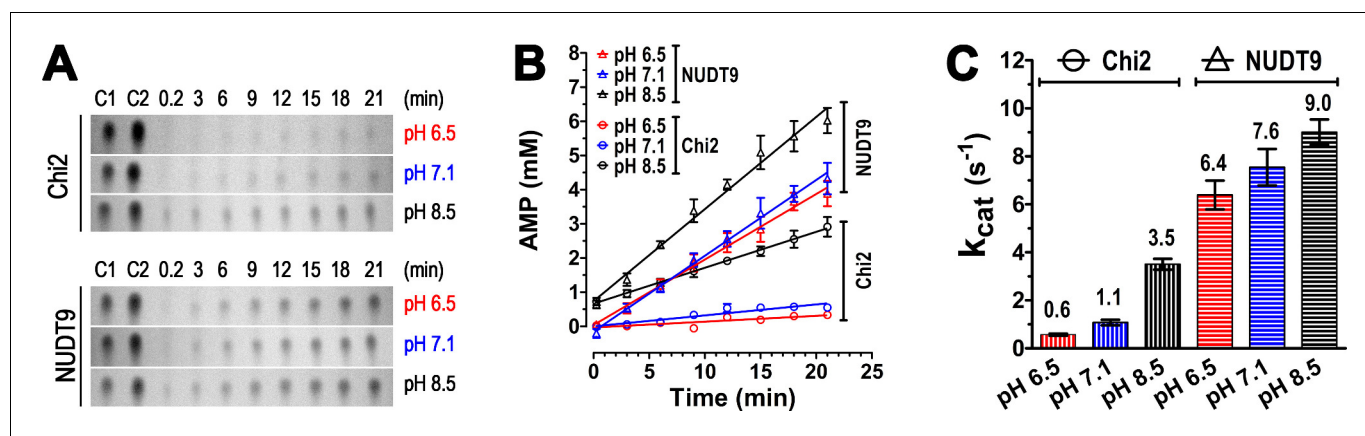 A
C1 C2 0.2 3 6 9 12 15 18 21 (min)
Chi2
pH 6.5
pH 7.1
pH 8.5
C1 C2 0.2 3 6 9 12 15 18 21 (min)
NUDT9
pH 6.5
pH 7.1
pH 8.5
B
AMP (mM)
8
7
6
5
4
3
2
1
0
pH 6.5
pH 7.1
pH 8.5
NUDT9
pH 6.5
pH 7.1
pH 8.5
Chi2
NUDT9
Chi2
0 5 10 15 20 25
Time (min)
C
kcat (s-1)
12
10
8
6
4
2
0
Chi2 NUDT9
0.6 1.1 3.5 6.4 7.6 9.0
pH 6.5 pH 7.1 pH 8.5 pH 6.5 pH 7.1 pH 8.5